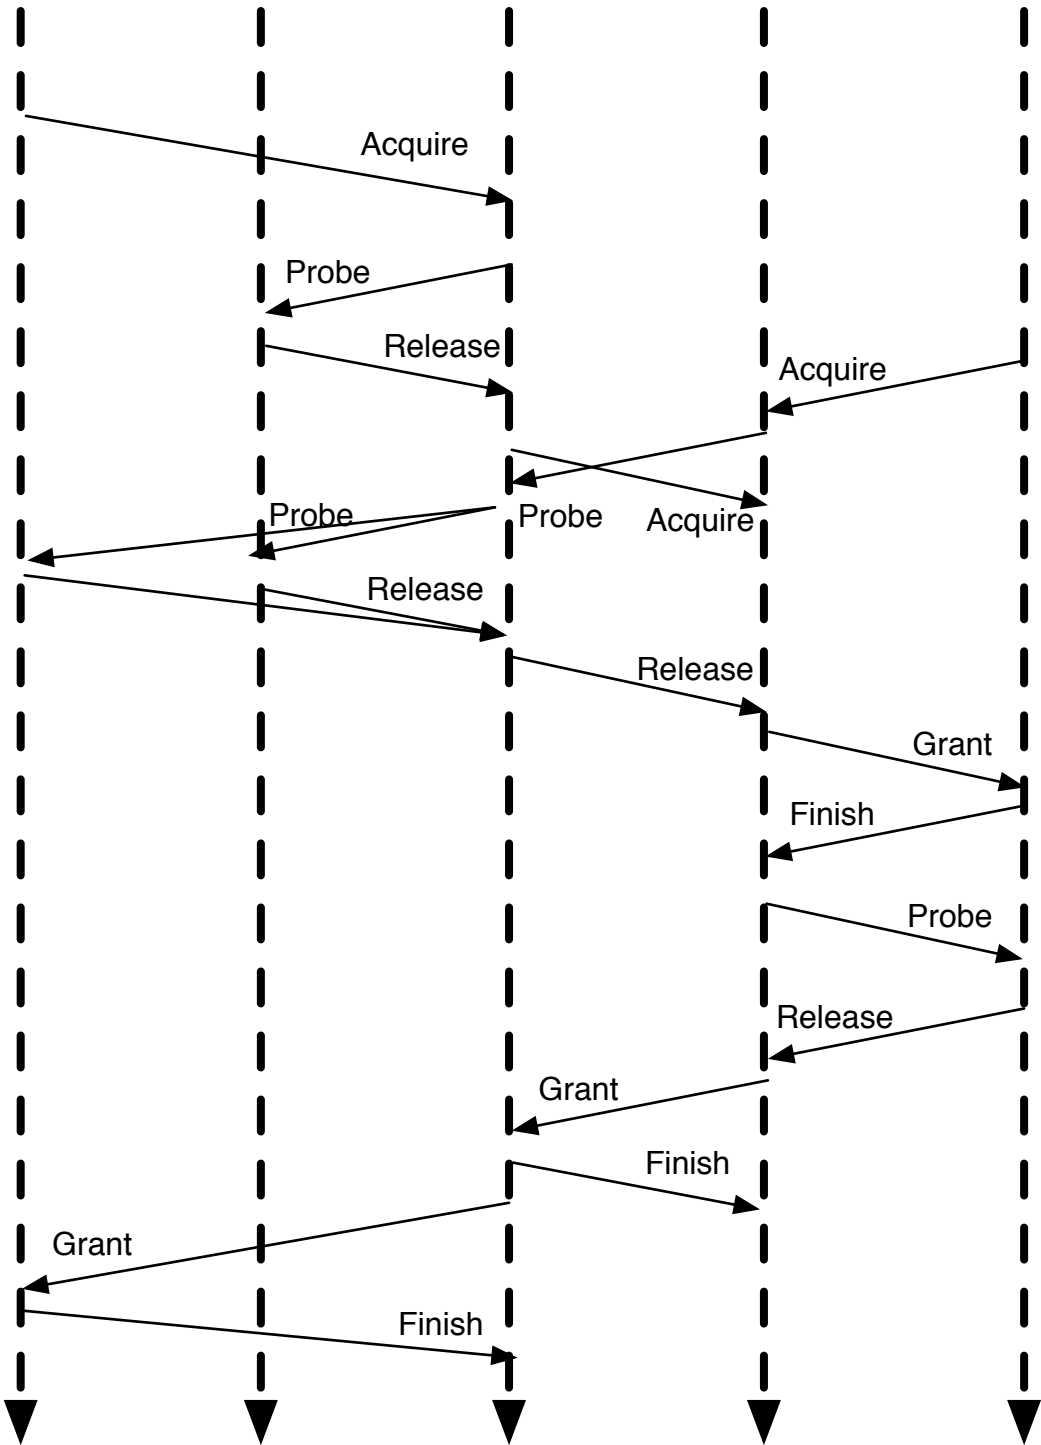 Acquire
Probe
Release
Acquire
Probe
Probe
Acquire
Release
Release
Grant
Finish
Probe
Release
Grant
Finish
Grant
Finish